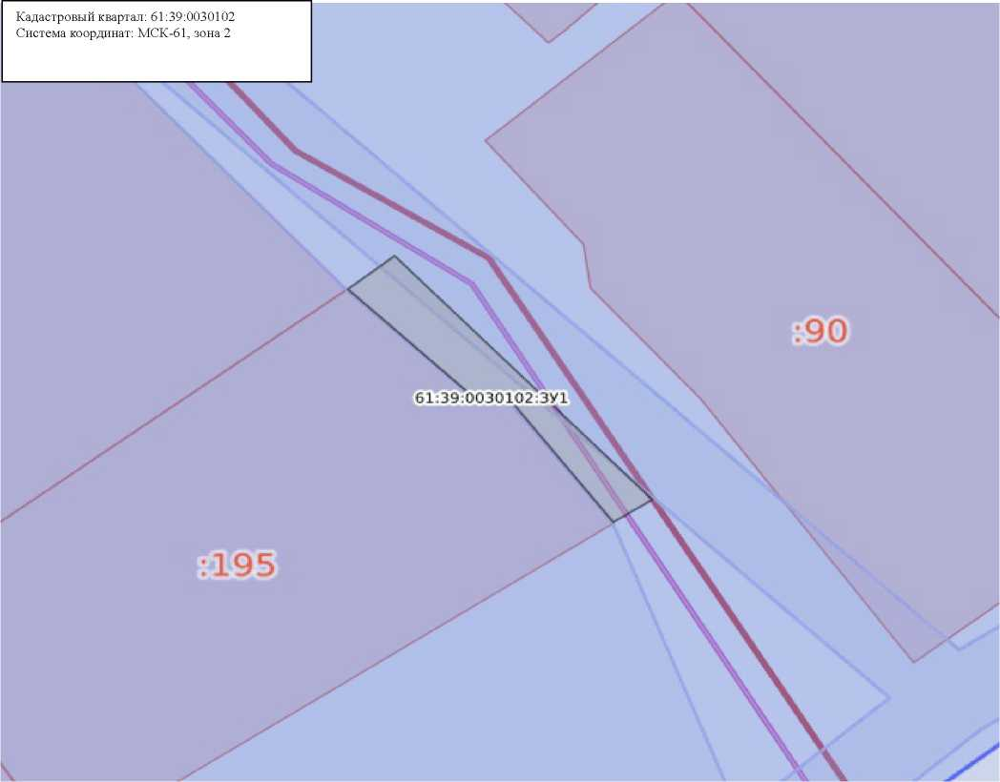 Кадастровый квартал: 61:39:0030102
Система координат: МСК-61, зона 2
:90
61:39:0030102:ЗУ1
:195